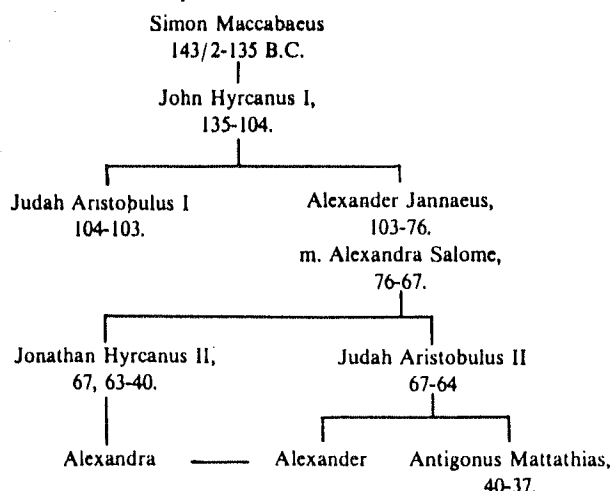 Simon Maccabaeus
143/2-135 B.C.
John Hyrcanus I,
135-104.
Judah Aristobulus I
104-103.
Alexander Jannaeus,
103-76.
m. Alexandra Salome,
76-67.
Jonathan Hyrcanus II,
67, 63-40.
Judah Aristobulus II
67-64
Alexandra
Alexander
Antigonus Mattathias,
40-37.